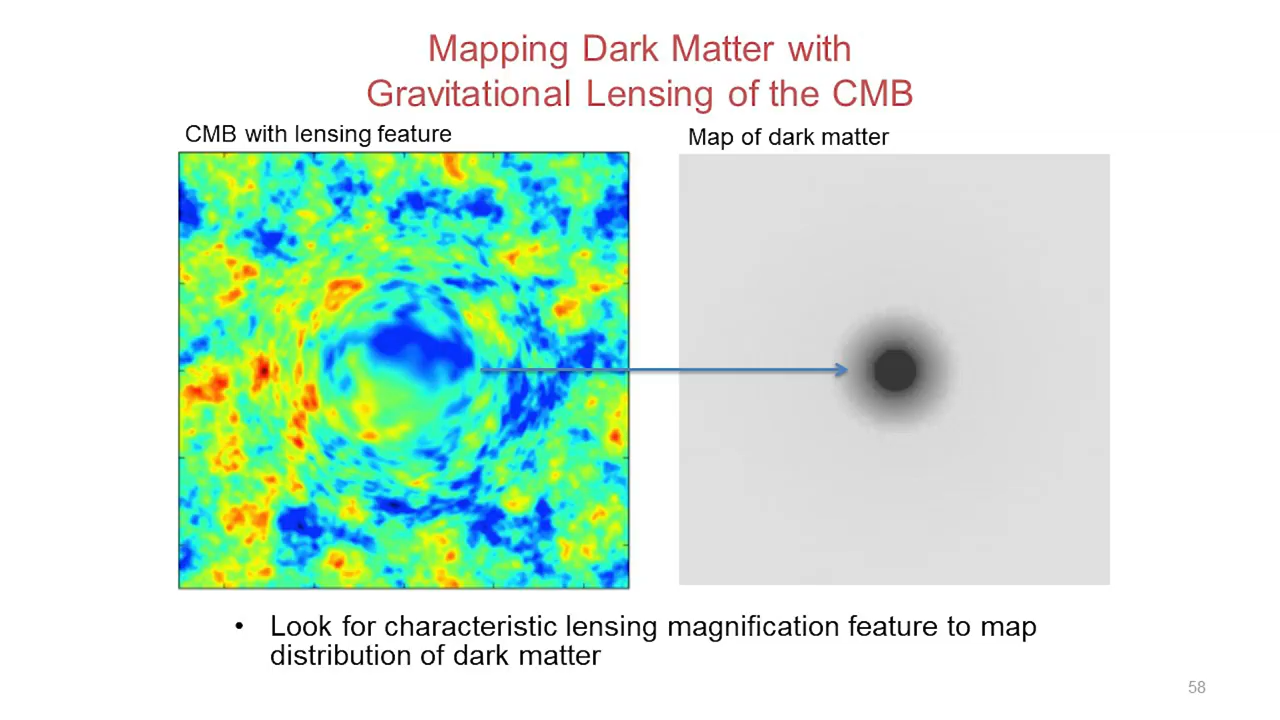 Mapping Dark Matter with
Gravitational Lensing of the CMB
CMB with lensing feature
Map of dark matter
• Look for characteristic lensing magnification feature to map
distribution of dark matter
58